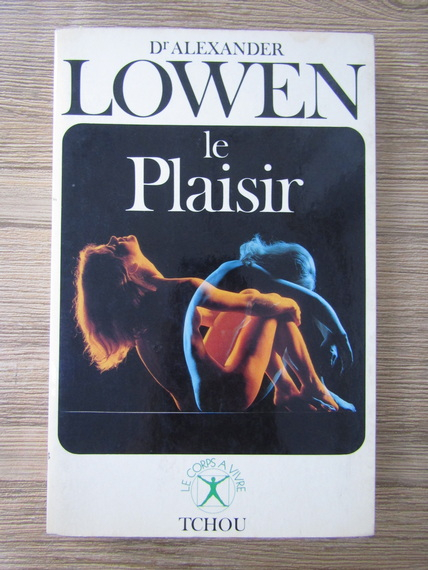 Dr ALEXANDER
LOWEN
le
Plaisir
LE CORPS A VIVRE
TCHOU